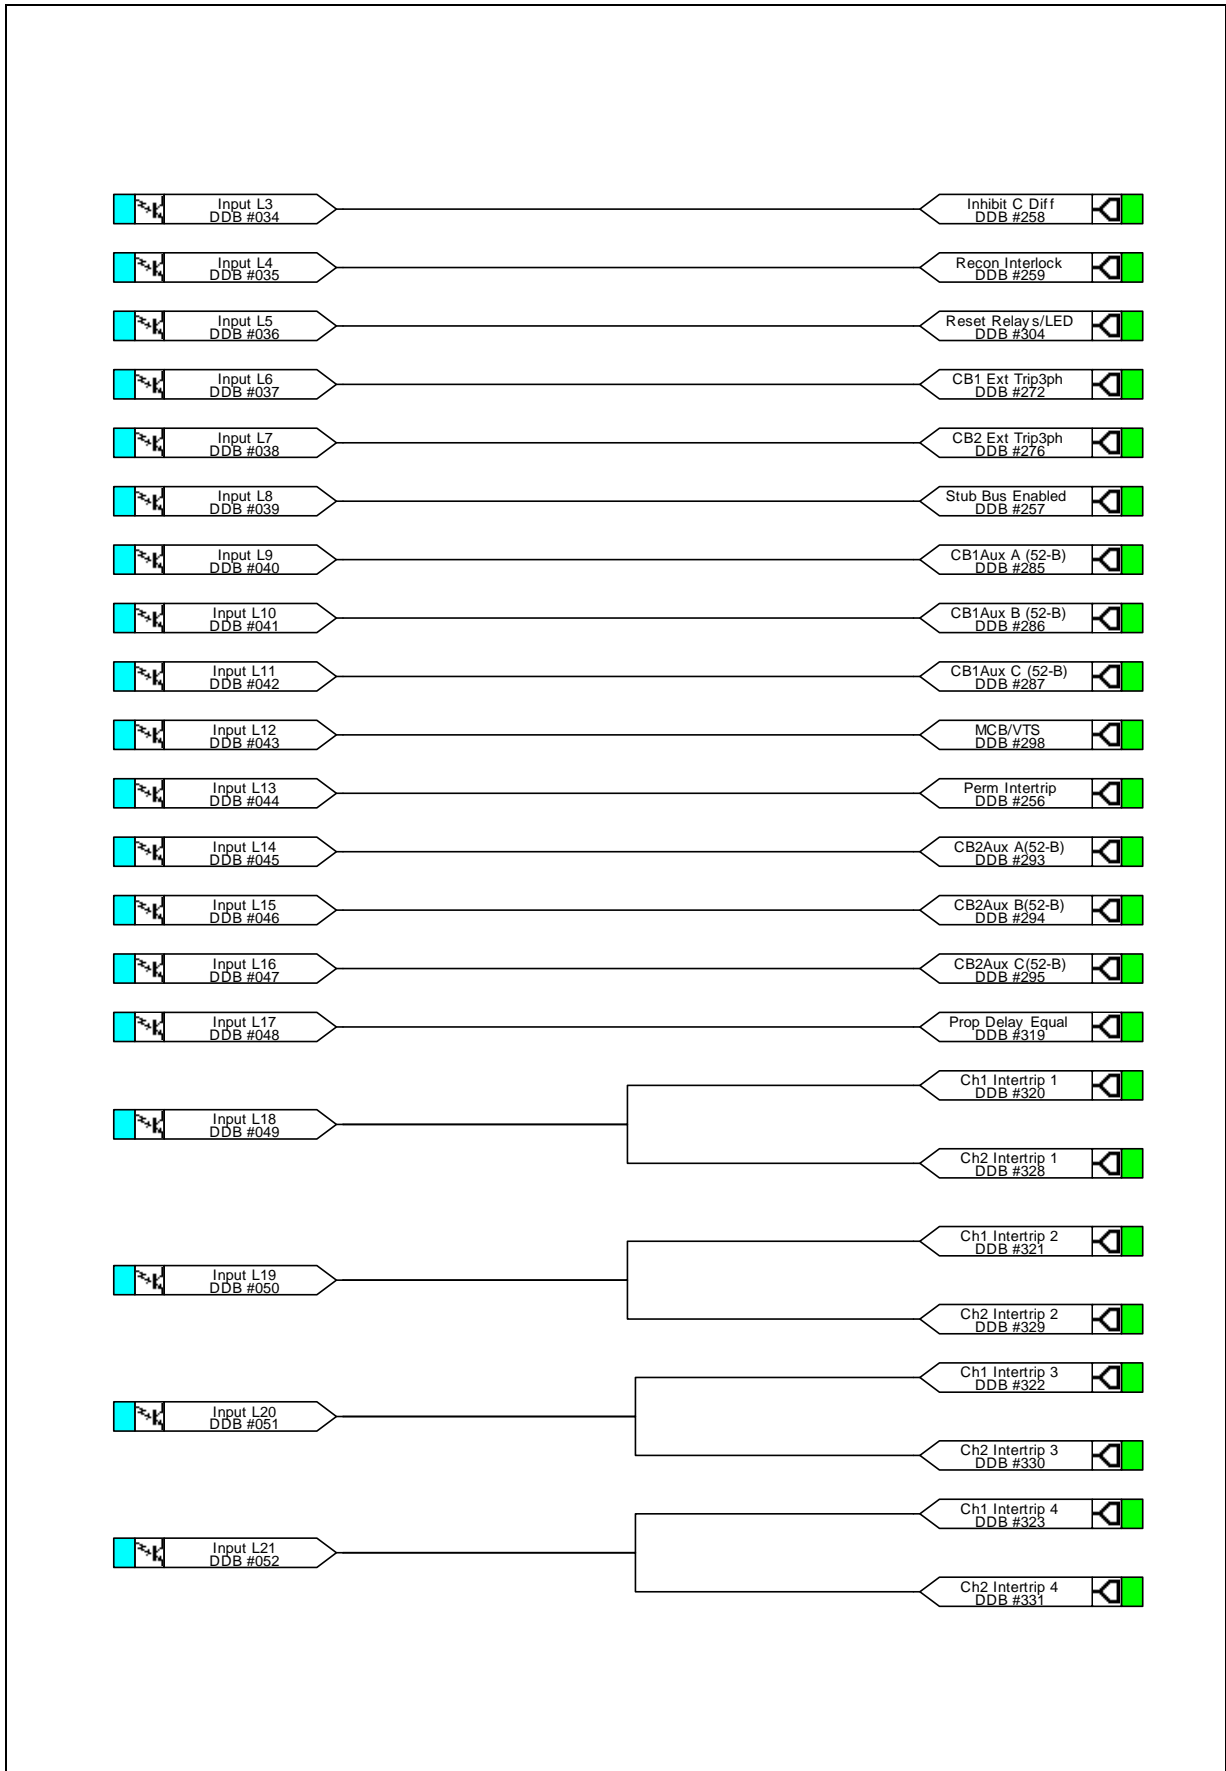 Input L3
DDB #034
Inhibit C Diff
DDB #258
Input L4
DDB #035
Recon Interlock
DDB #259
Input L5
DDB #036
Reset Relays/LED
DDB #304
Input L6
DDB #037
CB1 Ext Trip3ph
DDB #272
Input L7
DDB #038
CB2 Ext Trip3ph
DDB #276
Input L8
DDB #039
Stub Bus Enabled
DDB #257
Input L9
DDB #040
CB1Aux A (52-B)
DDB #285
Input L10
DDB #041
CB1Aux B (52-B)
DDB #286
Input L11
DDB #042
CB1Aux C (52-B)
DDB #287
Input L12
DDB #043
MCB/VTS
DDB #298
Input L13
DDB #044
Perm Intertrip
DDB #256
Input L14
DDB #045
CB2Aux A(52-B)
DDB #293
Input L15
DDB #046
CB2Aux B(52-B)
DDB #294
Input L16
DDB #047
CB2Aux C(52-B)
DDB #295
Input L17
DDB #048
Prop Delay Equal
DDB #319
Ch1 Intertrip 1
DDB #320
Input L18
DDB #049
Ch2 Intertrip 1
DDB #328
Ch1 Intertrip 2
DDB #321
Input L19
DDB #050
Ch2 Intertrip 2
DDB #329
Ch1 Intertrip 3
DDB #322
Input L20
DDB #051
Ch2 Intertrip 3
DDB #330
Ch1 Intertrip 4
DDB #323
Input L21
DDB #052
Ch2 Intertrip 4
DDB #331